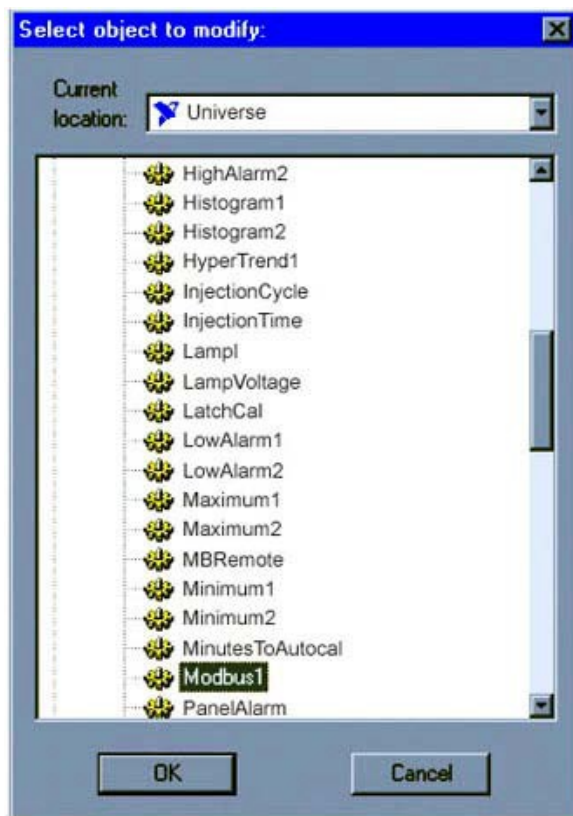 Select object to modify:
Current
location:
Universe
HighAlarm2
Histogram1
Histogram2
HyperTrend1
InjectionCycle
InjectionTime
LampI
LampVoltage
LatchCal
LowAlarm1
LowAlarm2
Maximum1
Maximum2
MBRemote
Minimum1
Minimum2
MinutesToAutocal
Modbus1
PanelAlarm
OK
Cancel